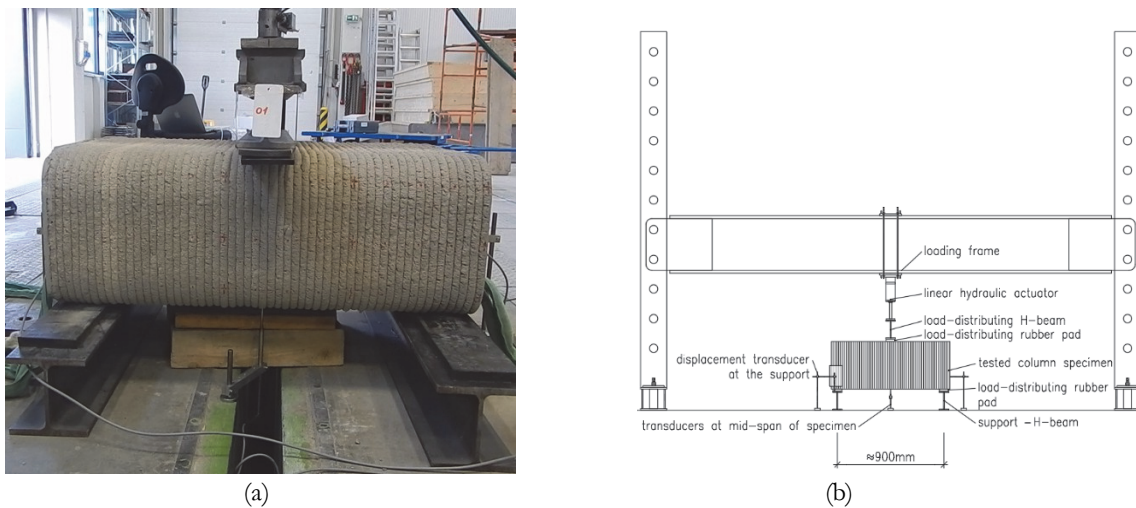 01
loading frame
linear hydraulic actuator
load-distributing H-beam
load-distributing rubber pad
displacement transducer
at the support
tested column specimen
load-distributing rubber
pad
transducers at mid-span of specimen
support -H-beam
≈900mm
(a)
(b)